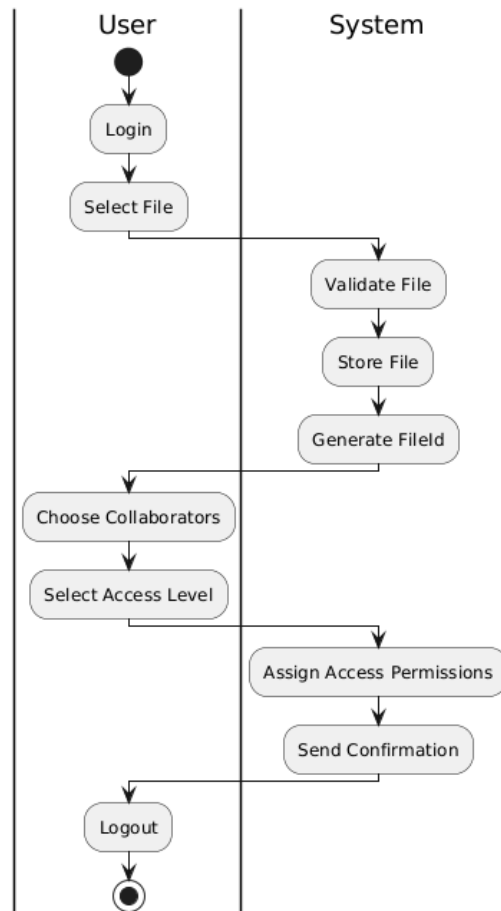 User
System
Login
Select File
Validate File
Store File
Generate FileId
Choose Collaborators
Select Access Level
Assign Access Permissions
Send Confirmation
Logout